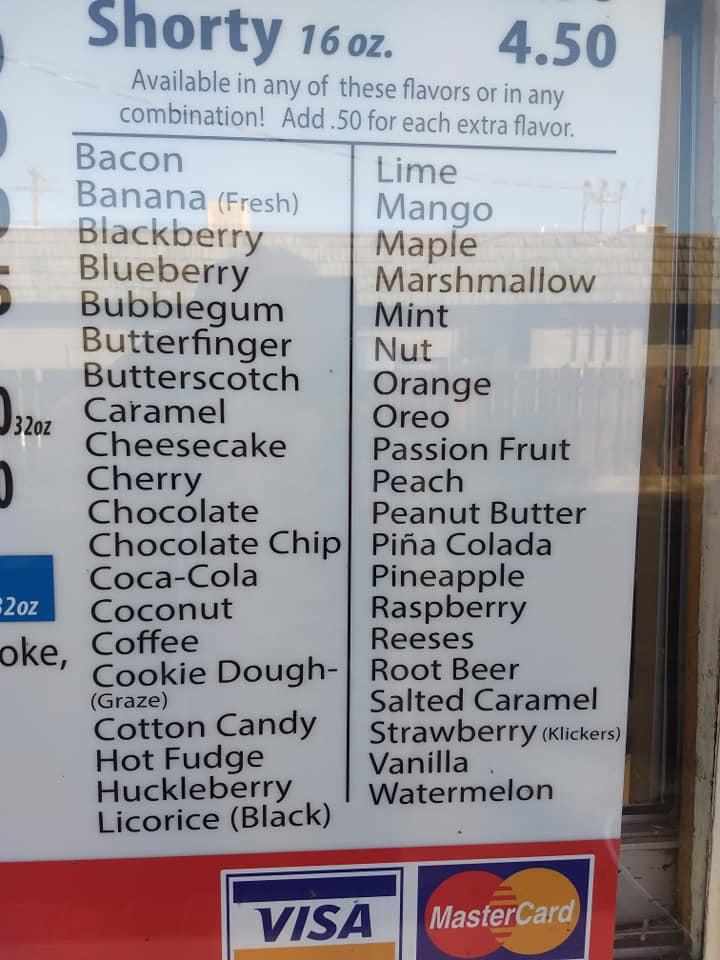 Shorty 16 oz. 4.50
Available in any of these flavors or in any
combination! Add .50 for each extra flavor.
Bacon
Banana (Fresh)
Blackberry
Blueberry
Bubblegum
Butterfinger
Butterscotch
Caramel
Cheesecake
Cherry
Chocolate
Chocolate Chip
Coca-Cola
Coconut
Coffee
Cookie Dough-
(Graze)
Cotton Candy
Hot Fudge
Huckleberry
Licorice (Black)
Lime
Mango
Maple
Marshmallow
Mint
Nut
Orange
Oreo
Passion Fruit
Peach
Peanut Butter
Piña Colada
Pineapple
Raspberry
Reeses
Root Beer
Salted Caramel
Strawberry (Klickers)
Vanilla
Watermelon
32oz
32oz
oke,
VISA
MasterCard